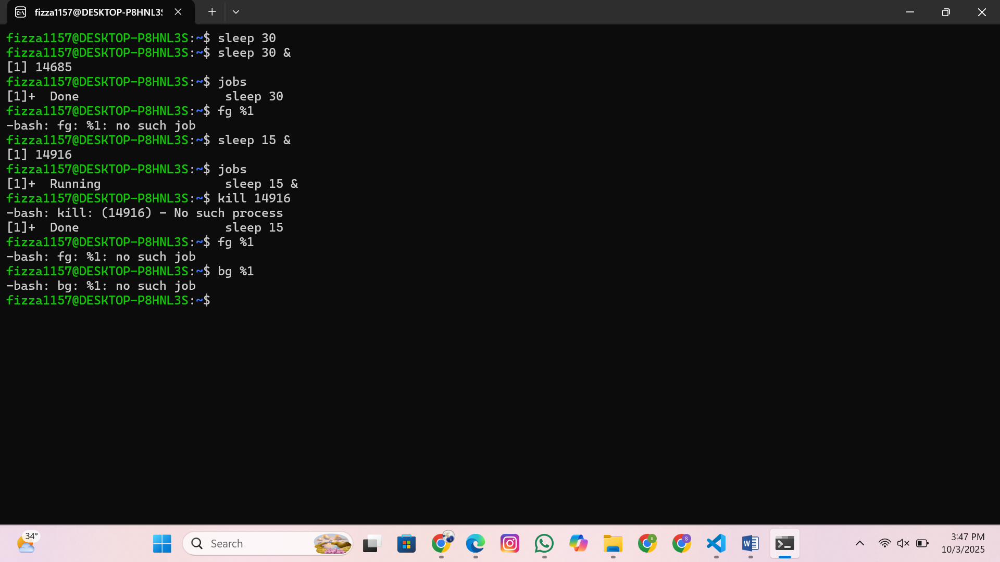 fizza1157@DESKTOP-P8HNL3S
fizza1157@DESKTOP-P8HNL3S:~$ sleep 30
fizza1157@DESKTOP-P8HNL3S:~$ sleep 30 &
[1] 14685
fizza1157@DESKTOP-P8HNL3S:~$ jobs
[1]+  Done                    sleep 30
fizza1157@DESKTOP-P8HNL3S:~$ fg %1
-bash: fg: %1: no such job
fizza1157@DESKTOP-P8HNL3S:~$ sleep 15 &
[1] 14916
fizza1157@DESKTOP-P8HNL3S:~$ jobs
[1]+  Running                 sleep 15 &
fizza1157@DESKTOP-P8HNL3S:~$ kill 14916
-bash: kill: (14916) - No such process
[1]+  Done                    sleep 15
fizza1157@DESKTOP-P8HNL3S:~$ fg %1
-bash: fg: %1: no such job
fizza1157@DESKTOP-P8HNL3S:~$ bg %1
-bash: bg: %1: no such job
fizza1157@DESKTOP-P8HNL3S:~$
34°
Search
3:47 PM
10/3/2025